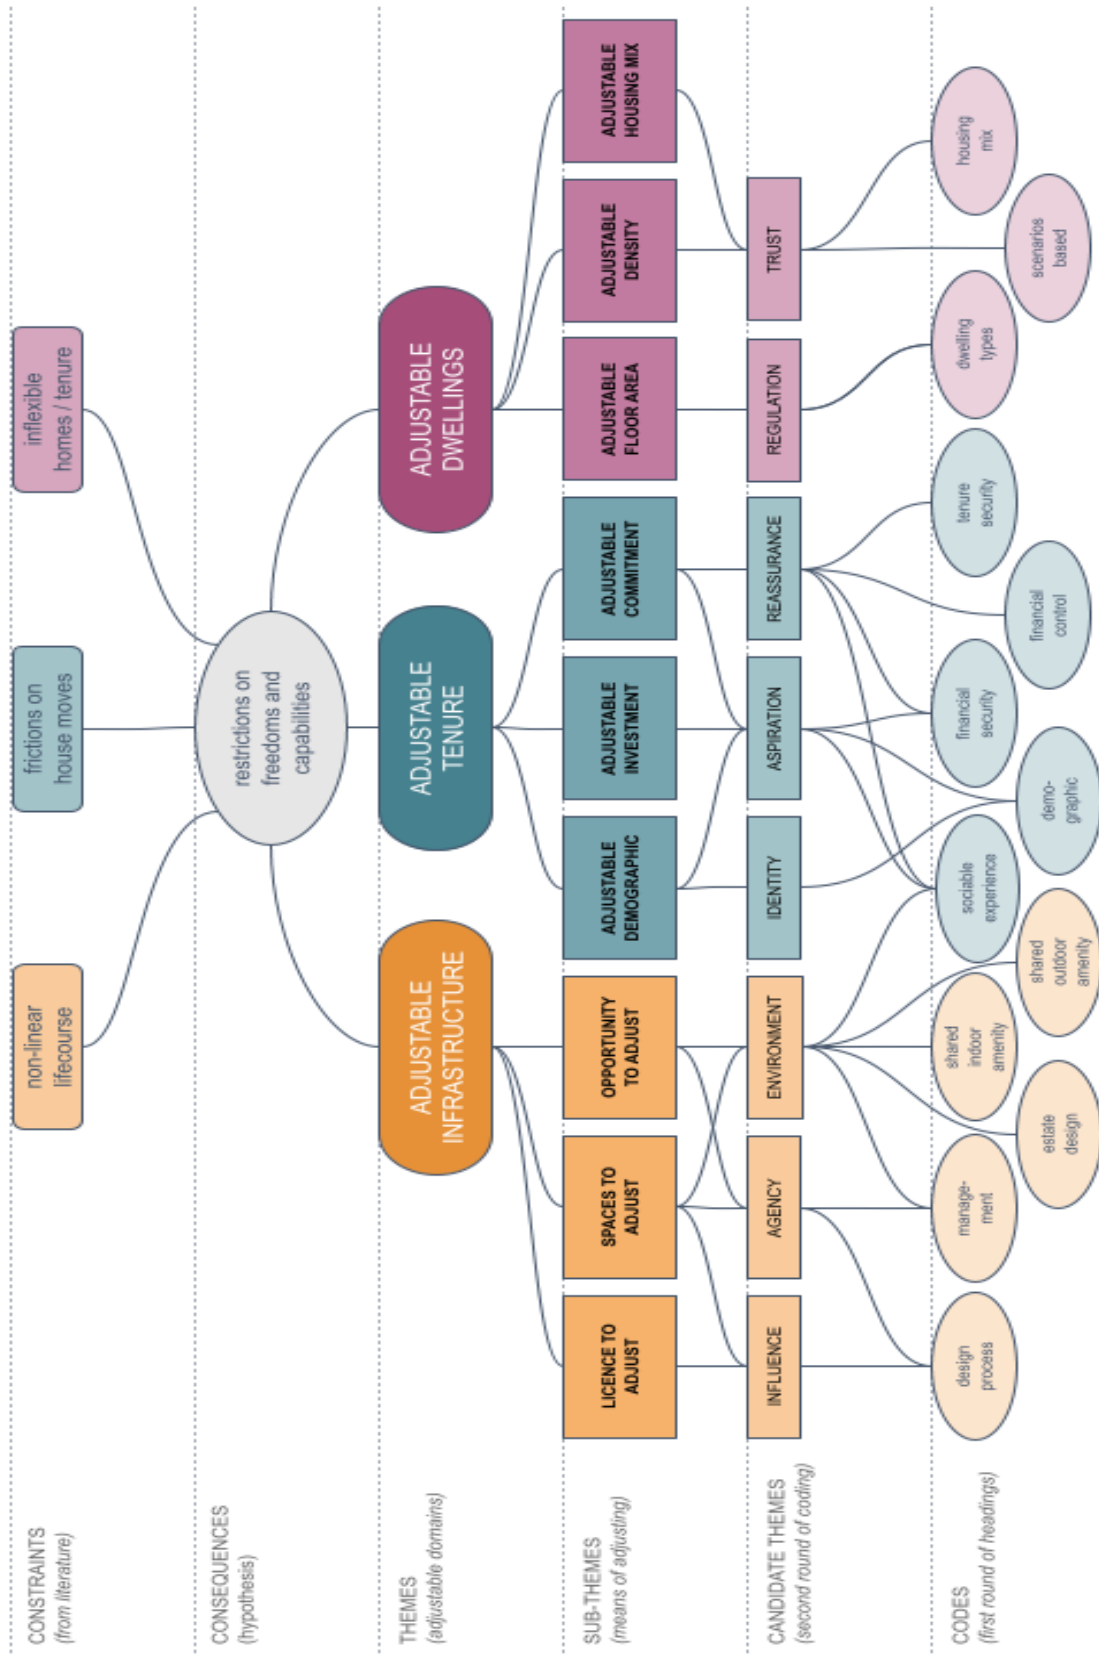 CONSTRAINTS
(from literature)
non-linear
lifecourse
frictions on
house moves
inflexible
homes / tenure
CONSEQUENCES
(hypothesis)
restrictions on
freedoms and
capabilities
THEMES
(adjustable domains)
ADJUSTABLE
INFRASTRUCTURE
ADJUSTABLE
TENURE
ADJUSTABLE
DWELLINGS
SUB-THEMES
(means of adjusting)
LICENCE TO
ADJUST
SPACES TO
ADJUST
OPPORTUNITY
TO ADJUST
ADJUSTABLE
DEMOGRAPHIC
ADJUSTABLE
INVESTMENT
ADJUSTABLE
COMMITMENT
ADJUSTABLE
FLOOR AREA
ADJUSTABLE
DENSITY
ADJUSTABLE
HOUSING MIX
CANDIDATE THEMES
(second round of coding)
INFLUENCE
AGENCY
ENVIRONMENT
IDENTITY
ASPIRATION
REASSURANCE
REGULATION
TRUST
CODES
(first round of headings)
design
process
manage-
ment
estate
design
shared
indoor
amenity
shared
outdoor
amenity
sociable
experience
demo-
graphic
financial
security
financial
control
tenure
security
dwelling
types
scenarios
based
housing
mix